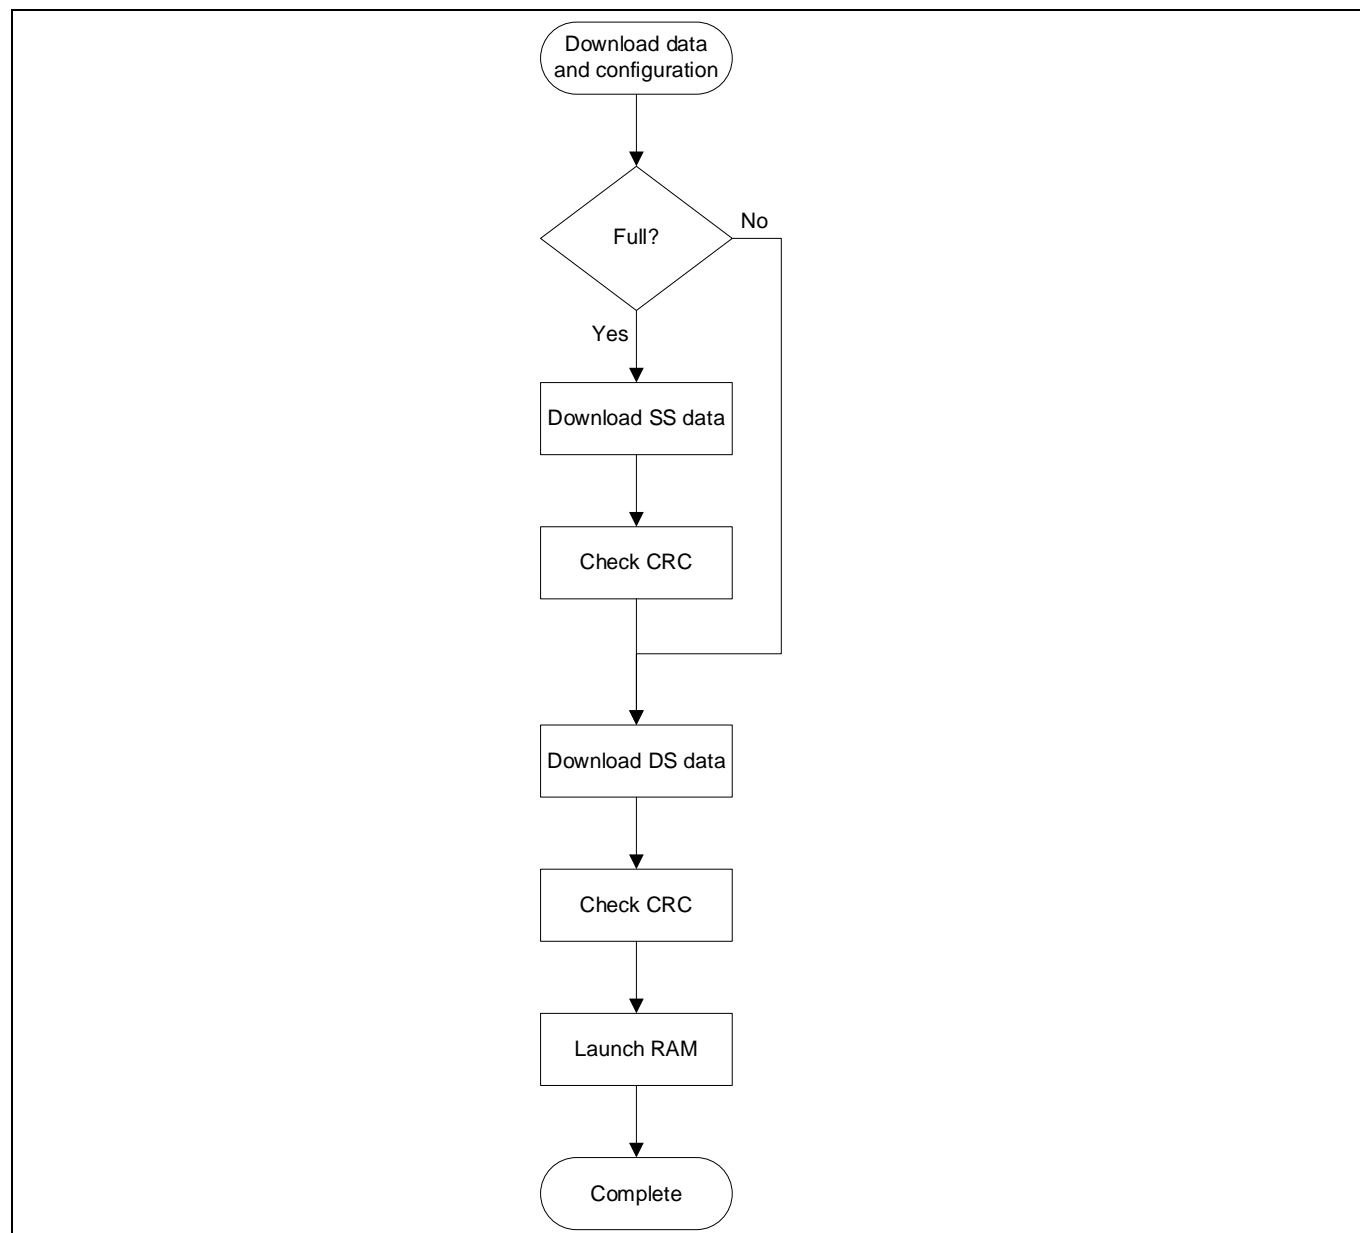 Download data
and configuration
Full?
No
Yes
Download SS data
Check CRC
Download DS data
Check CRC
Launch RAM
Complete